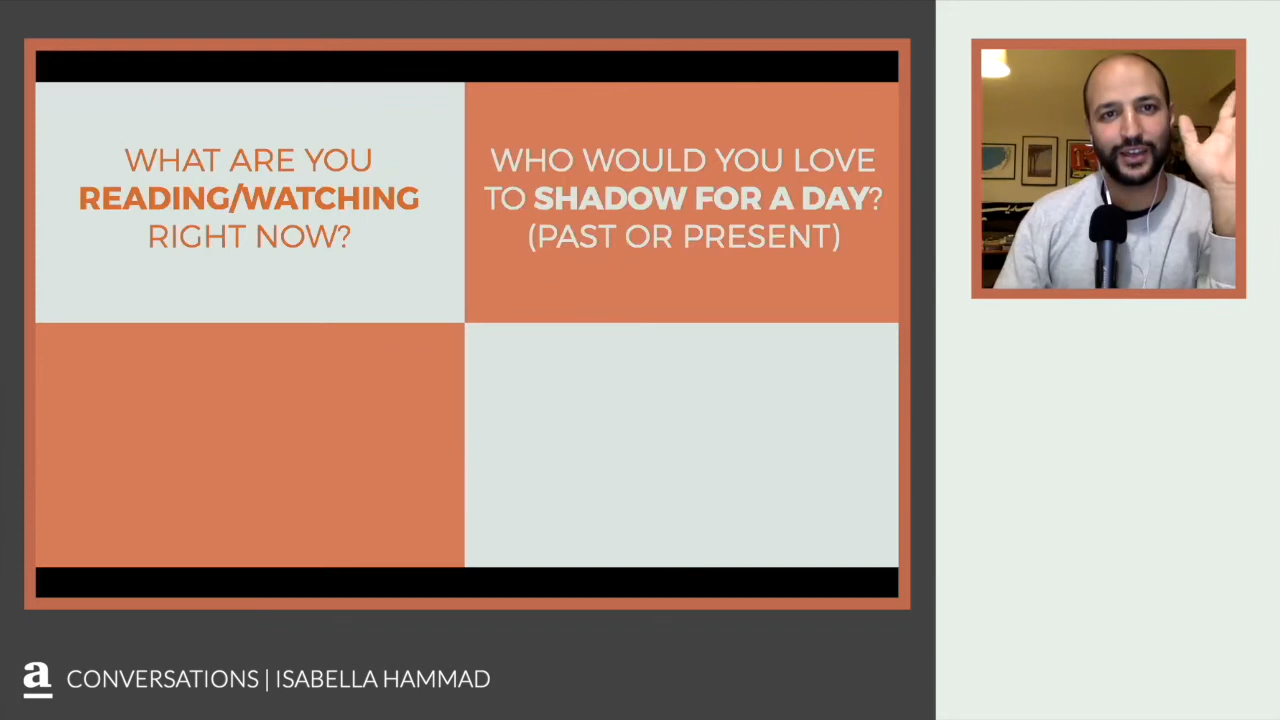 WHAT ARE YOU
READING/WATCHING
RIGHT NOW?
WHO WOULD YOU LOVE
TO SHADOW FOR A DAY?
(PAST OR PRESENT)
a CONVERSATIONS | ISABELLA HAMMAD